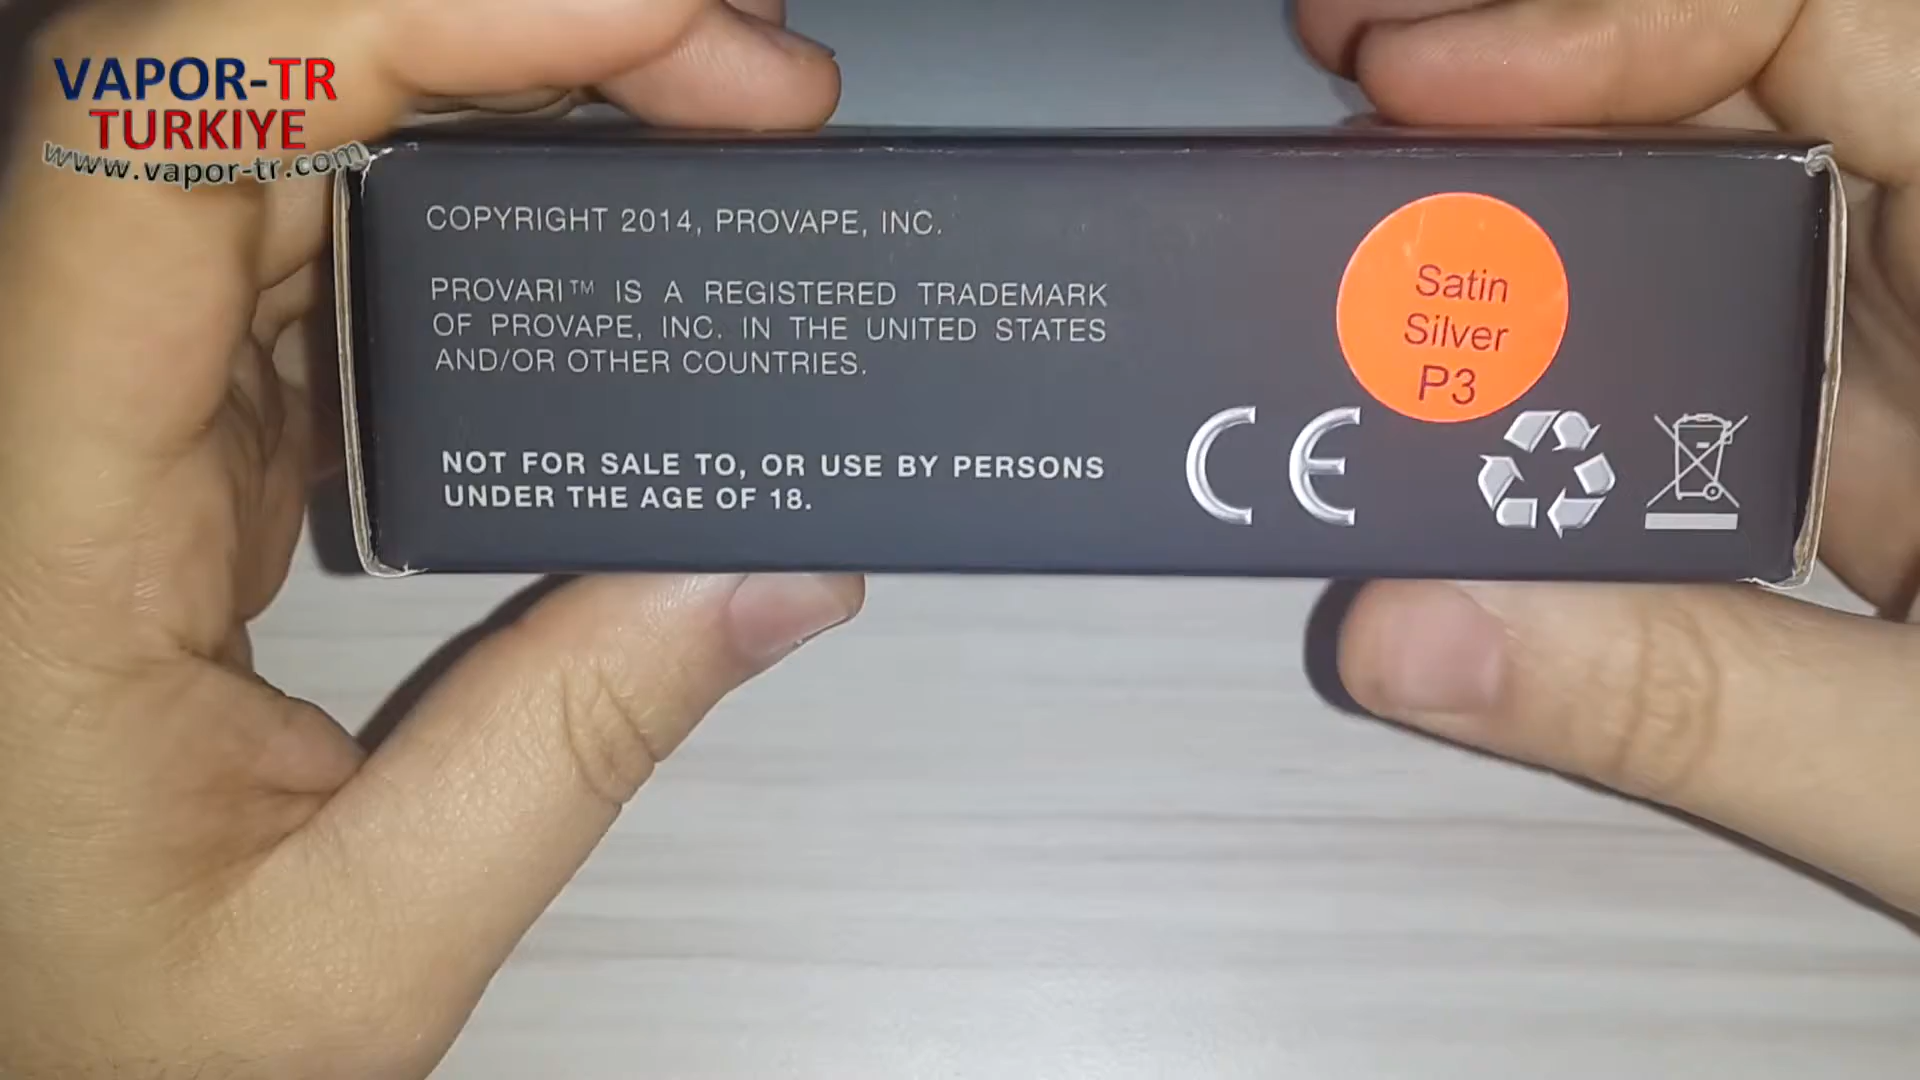 VAPOR-TR
TURKIYE
www.vapor-tr.com
COPYRIGHT 2014, PROVAPE, INC.
PROVARI™ IS A REGISTERED TRADEMARK
OF PROVAPE, INC. IN THE UNITED STATES
AND/OR OTHER COUNTRIES.
NOT FOR SALE TO, OR USE BY PERSONS
UNDER THE AGE OF 18.
Satin
Silver
P3
CE